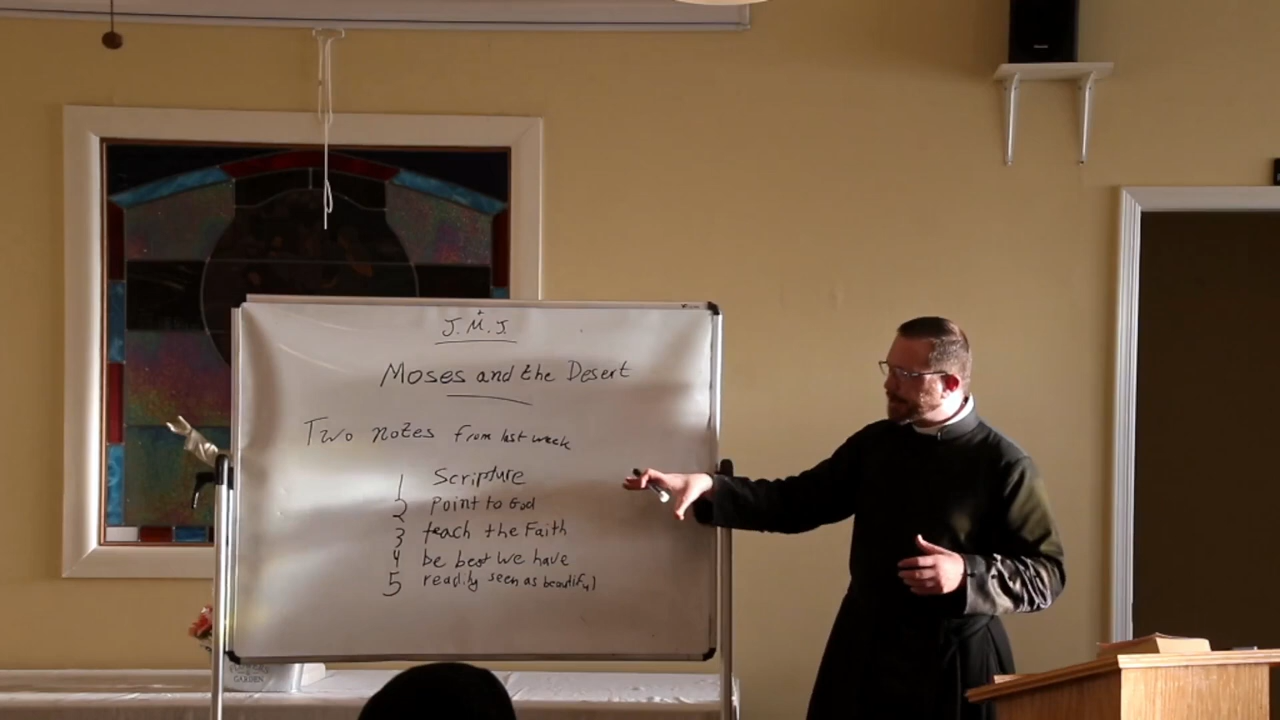 J. M. J.
Moses and the Desert
Two notes from last week
1 Scripture
2 point to God
3 teach the Faith
4 be best we have
5 readily seen as beautiful
GARDEN